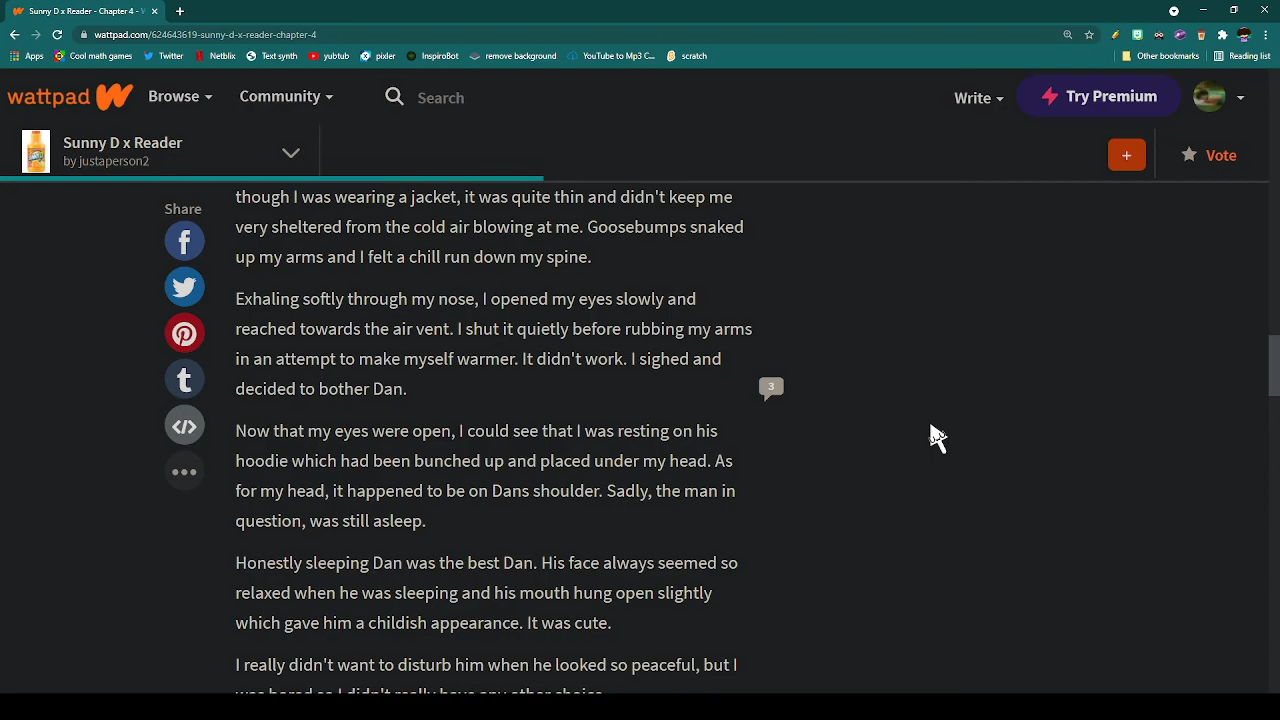 Sunny D x Reader - Chapter 4 - W
wattpad.com/624643619-sunny-d-x-reader-chapter-4
Apps
Cool math games
Twitter
Netblix
Text synth
yubtub
pixler
InspiroBot
remove background
YouTube to Mp3 C...
scratch
Other bookmarks
Reading list
wattpad
Browse
Community
Search
Write
Try Premium
Sunny D x Reader
by justaperson2
+
Vote
Share
though I was wearing a jacket, it was quite thin and didn't keep me
very sheltered from the cold air blowing at me. Goosebumps snaked
up my arms and I felt a chill run down my spine.
Exhaling softly through my nose, I opened my eyes slowly and
reached towards the air vent. I shut it quietly before rubbing my arms
in an attempt to make myself warmer. It didn't work. I sighed and
decided to bother Dan.
3
Now that my eyes were open, I could see that I was resting on his
hoodie which had been bunched up and placed under my head. As
for my head, it happened to be on Dans shoulder. Sadly, the man in
question, was still asleep.
Honestly sleeping Dan was the best Dan. His face always seemed so
relaxed when he was sleeping and his mouth hung open slightly
which gave him a childish appearance. It was cute.
I really didn't want to disturb him when he looked so peaceful, but I
was bored so I didn't really have any other choice.